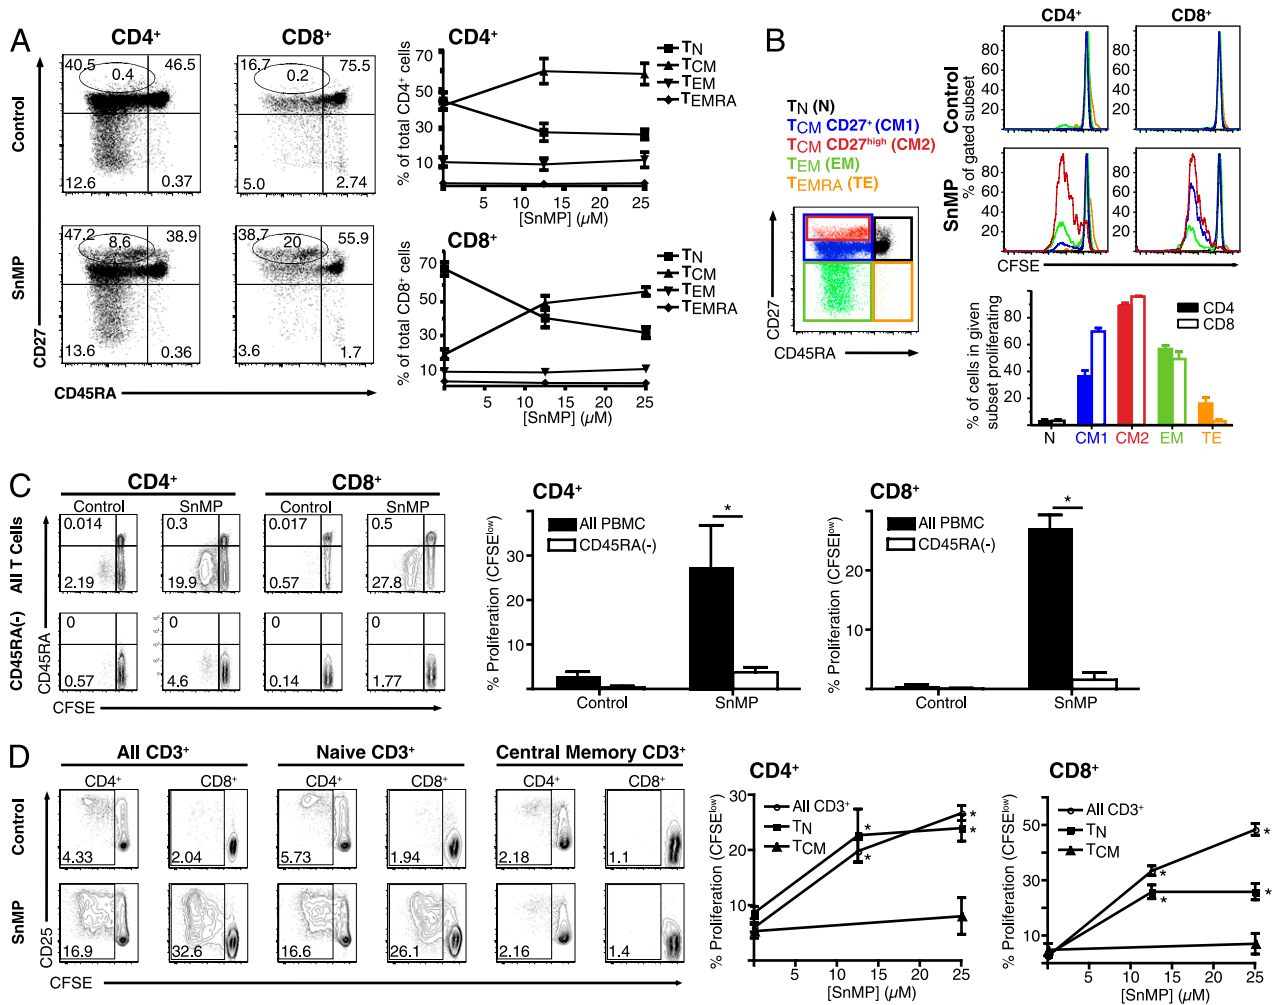 A
CD4⁺
CD8⁺
Control
40.5
0.4
46.5
12.6
0.37
16.7
0.2
75.5
5.0
2.74
SnMP
47.2
8.6
38.9
13.6
0.36
38.7
20
55.9
3.6
1.7
CD27
CD45RA
CD4⁺
% of total CD4⁺ cells
70
50
30
10
5 10 15 20 25
[SnMP] (µM)
TN
TCM
TEM
TEMRA
CD8⁺
% of total CD8⁺ cells
70
50
30
10
5 10 15 20 25
[SnMP] (µM)
TN
TCM
TEM
TEMRA
B
TN (N)
TCM CD27⁺ (CM1)
TCM CD27ʰⁱᵍʰ (CM2)
TEM (EM)
TEMRA (TE)
CD27
CD45RA
CD4⁺ CD8⁺
Control
SnMP
% of gated subset
80
60
40
20
80
60
40
20
80
60
40
20
80
60
40
20
CFSE
% of cells in given
subset proliferating
80
60
40
20
CD4
CD8
N CM1 CM2 EM TE
C
CD4⁺ CD8⁺
Control SnMP Control SnMP
All T Cells
0.014 0.3 0.017 0.5
2.19 19.9 0.57 27.8
CD45RA(-)
0 0 0 0
0.57 4.6 0.14 1.77
CD45RA
CFSE
CD4⁺
% Proliferation (CFSEˡᵒʷ)
30
20
10
All PBMC
CD45RA(-)
*
Control SnMP
CD8⁺
% Proliferation (CFSEˡᵒʷ)
20
10
All PBMC
CD45RA(-)
*
Control SnMP
D
All CD3⁺ Naive CD3⁺ Central Memory CD3⁺
CD4⁺ CD8⁺ CD4⁺ CD8⁺ CD4⁺ CD8⁺
Control
4.33 2.04 5.73 1.94 2.18 1.1
SnMP
16.9 32.6 16.6 26.1 2.16 1.4
CD25
CFSE
CD4⁺
% Proliferation (CFSEˡᵒʷ)
30
20
10
All CD3⁺
TN
TCM
*
*
*
*
5 10 15 20 25
[SnMP] (µM)
CD8⁺
% Proliferation (CFSEˡᵒʷ)
50
30
10
All CD3⁺
TN
TCM
*
*
*
*
5 10 15 20 25
[SnMP] (µM)